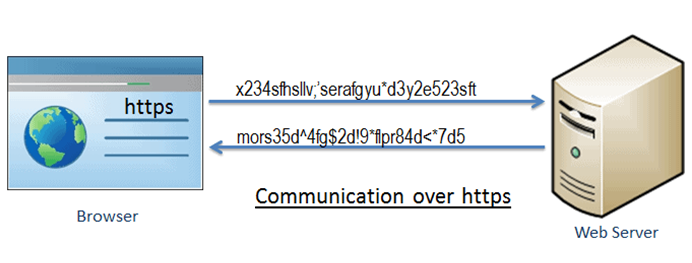 https
x234sfhsllv;'serafgyu*d3y2e523sft
mors35d^4fg$2d!9*flpr84d<*7d5
Communication over https
Browser
Web Server